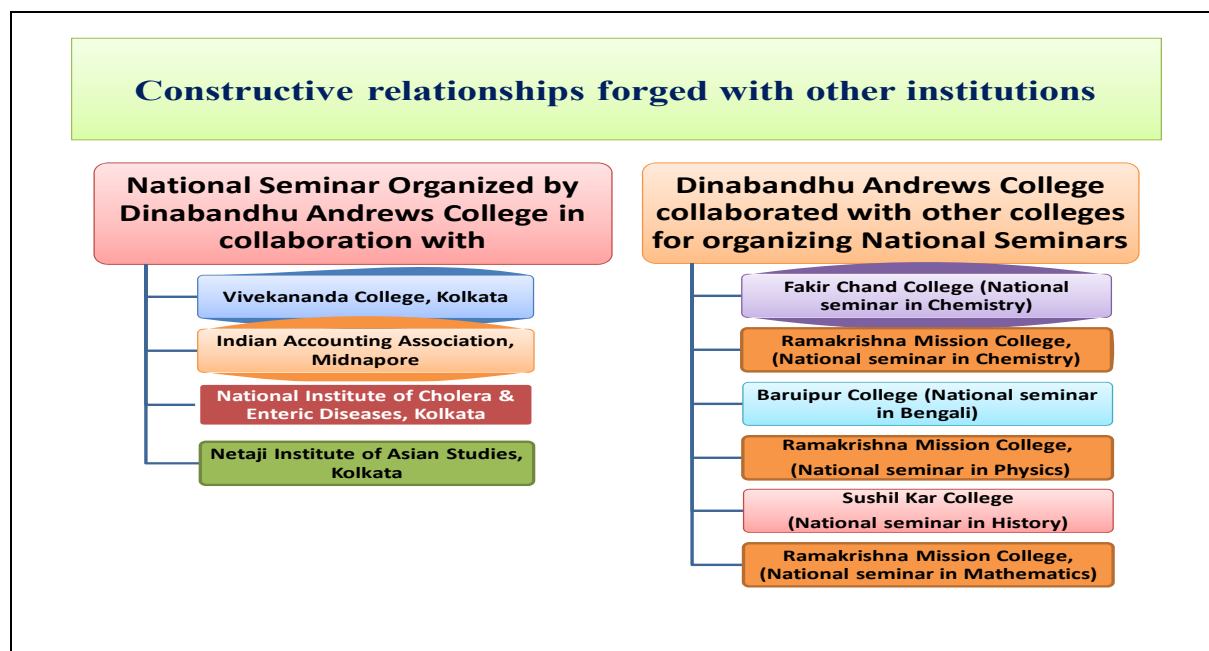 Constructive relationships forged with other institutions
National Seminar Organized by
Dinabandhu Andrews College in
collaboration with
Vivekananda College, Kolkata
Indian Accounting Association,
Midnapore
National Institute of Cholera &
Enteric Diseases, Kolkata
Netaji Institute of Asian Studies,
Kolkata
Dinabandhu Andrews College
collaborated with other colleges
for organizing National Seminars
Fakir Chand College (National
seminar in Chemistry)
Ramakrishna Mission College,
(National seminar in Chemistry)
Baruipur College (National seminar
in Bengali)
Ramakrishna Mission College,
(National seminar in Physics)
Sushil Kar College
(National seminar in History)
Ramakrishna Mission College,
(National seminar in Mathematics)